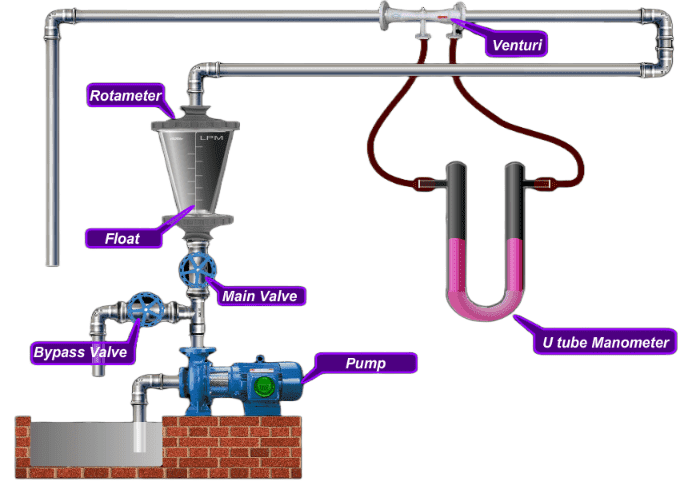 Venturi
Rotameter
LPM
Float
Main Valve
Bypass Valve
U tube Manometer
Pump